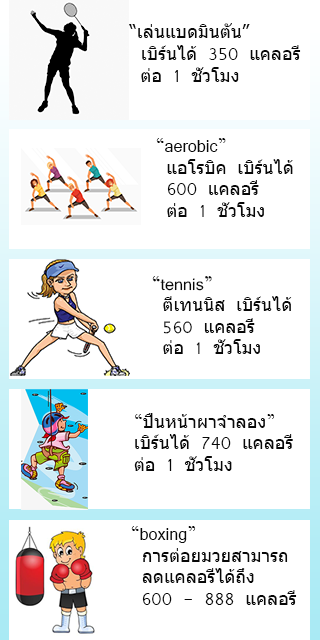 “เล่นแบดมินตัน”
เบิร์นได้ 350 แคลอรี
ต่อ 1 ชั่วโมง
“aerobic”
แอโรบิค เบิร์นได้
600 แคลอรี
ต่อ 1 ชั่วโมง
“tennis”
ตีเทนนิส เบิร์นได้
560 แคลอรี
ต่อ 1 ชั่วโมง
“ปีนหน้าผาจำลอง”
เบิร์นได้ 740 แคลอรี
ต่อ 1 ชั่วโมง
“boxing”
การต่อยมวยสามารถ
ลดแคลอรีได้ถึง
600 - 888 แคลอรี